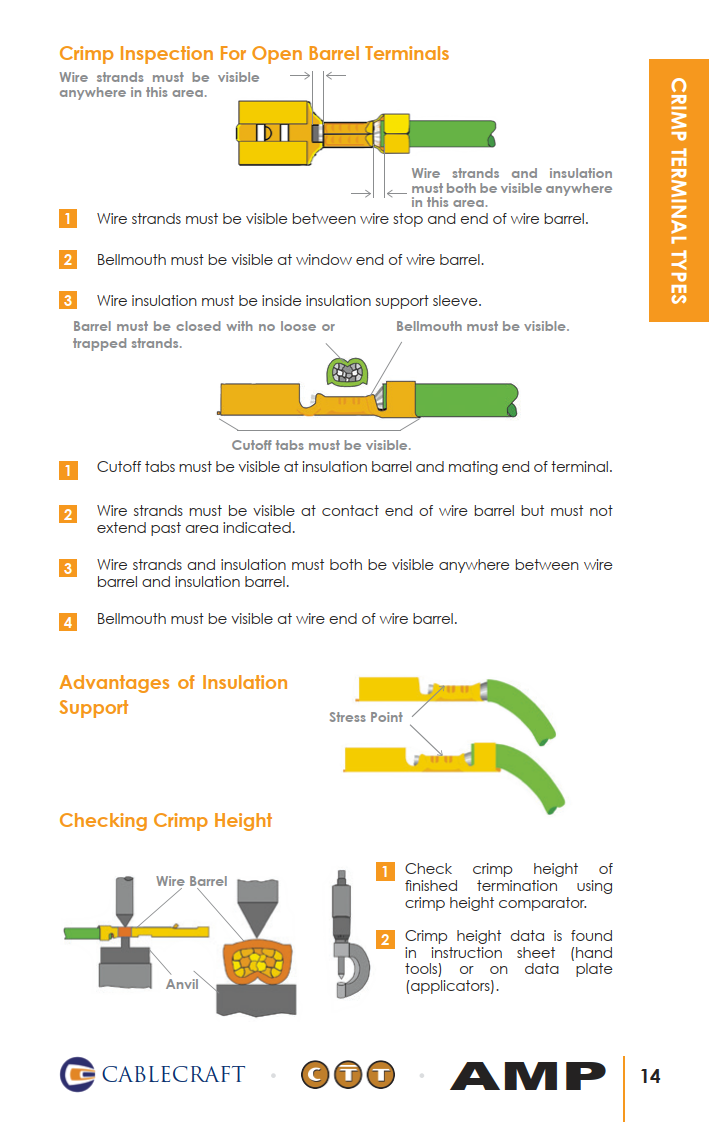 Crimp Inspection For Open Barrel Terminals
Wire strands must be visible
anywhere in this area.
CRIMP TERMINAL TYPES
Wire strands and insulation
must both be visible anywhere
in this area.
1 Wire strands must be visible between wire stop and end of wire barrel.
2 Bellmouth must be visible at window end of wire barrel.
3 Wire insulation must be inside insulation support sleeve.
Barrel must be closed with no loose or
trapped strands.
Bellmouth must be visible.
Cutoff tabs must be visible.
1 Cutoff tabs must be visible at insulation barrel and mating end of terminal.
2 Wire strands must be visible at contact end of wire barrel but must not
extend past area indicated.
3 Wire strands and insulation must both be visible anywhere between wire
barrel and insulation barrel.
4 Bellmouth must be visible at wire end of wire barrel.
Advantages of Insulation
Support
Stress Point
Checking Crimp Height
Wire Barrel
Anvil
1 Check crimp height of
finished termination using
crimp height comparator.
2 Crimp height data is found
in instruction sheet (hand
tools) or on data plate
(applicators).
CABLECRAFT
CTT
AMP
14